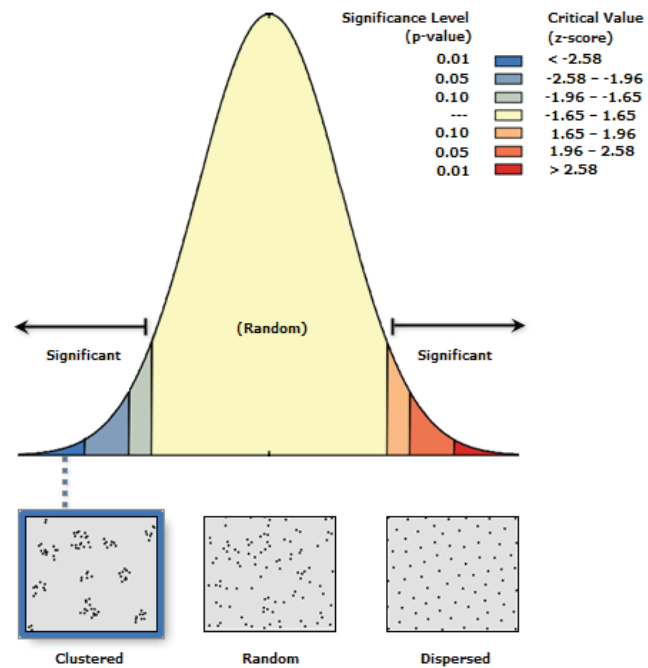 Significance Level Critical Value
(p-value) (z-score)
0.01 < -2.58
0.05 -2.58 – -1.96
0.10 -1.96 – -1.65
--- -1.65 – 1.65
0.10 1.65 – 1.96
0.05 1.96 – 2.58
0.01 > 2.58
(Random)
Significant Significant
Clustered Random Dispersed